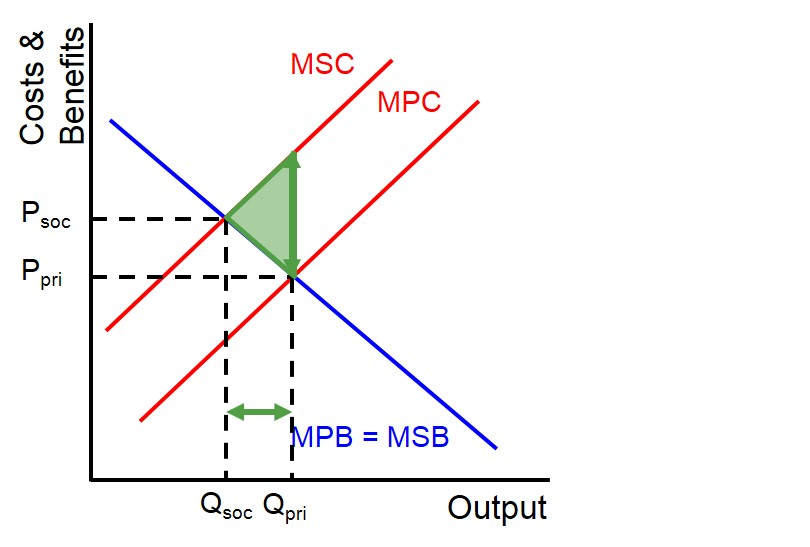 Costs &
Benefits
MSC
MPC
Psoc
Ppri
MPB = MSB
Qsoc Qpri
Output